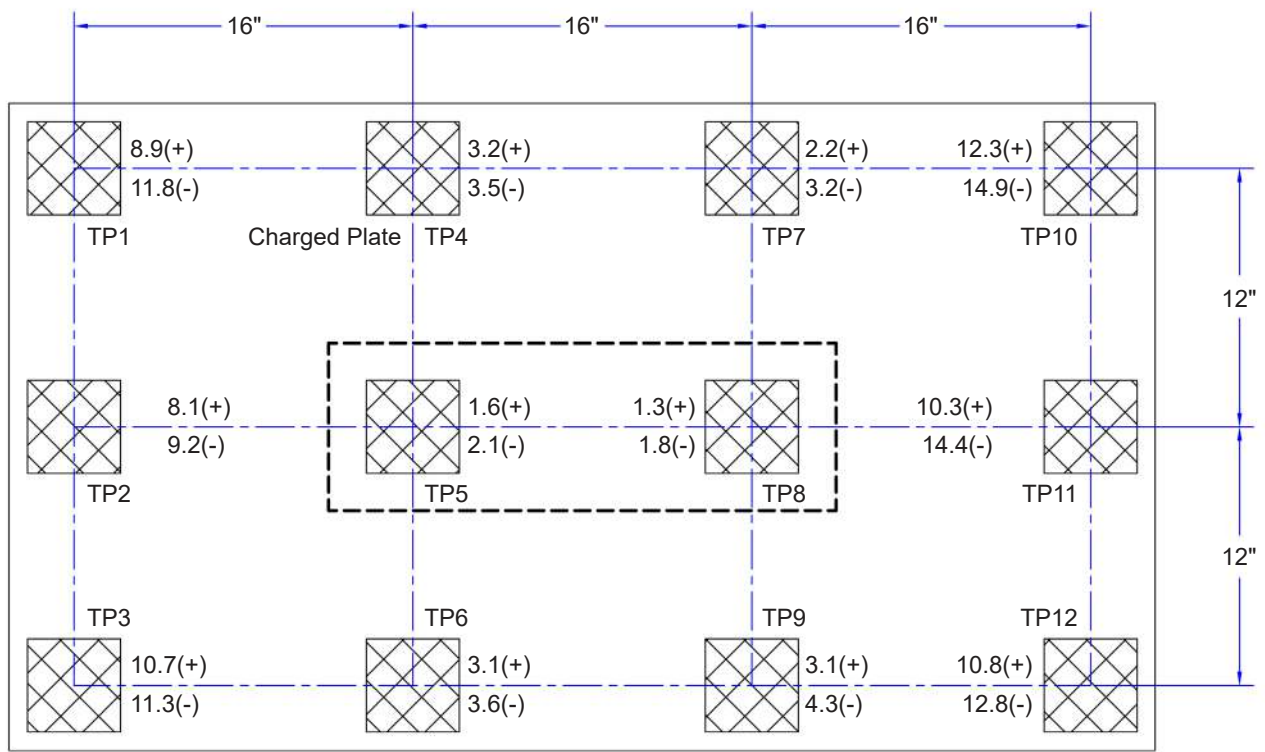 16" 16" 16"
8.9(+) 3.2(+) 2.2(+) 12.3(+)
11.8(-) 3.5(-) 3.2(-) 14.9(-)
TP1 Charged Plate TP4 TP7 TP10
12"
8.1(+) 1.6(+) 1.3(+) 10.3(+)
9.2(-) 2.1(-) 1.8(-) 14.4(-)
TP2 TP5 TP8 TP11
12"
TP3 TP6 TP9 TP12
10.7(+) 3.1(+) 3.1(+) 10.8(+)
11.3(-) 3.6(-) 4.3(-) 12.8(-)